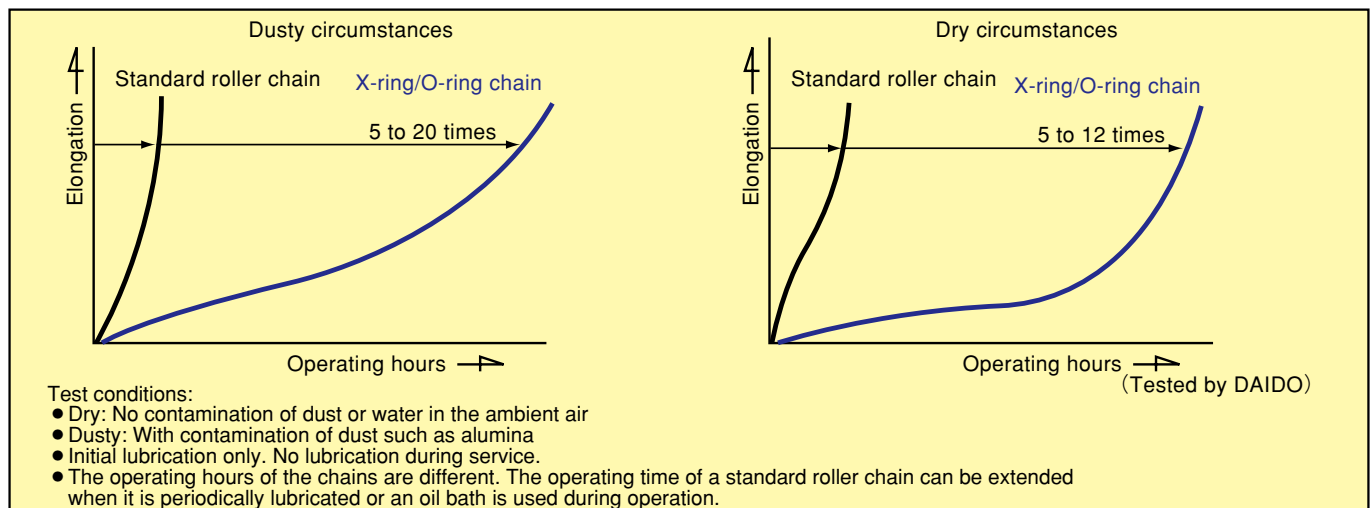 Dusty circumstances
Standard roller chain
X-ring/O-ring chain
5 to 20 times
Elongation
Operating hours
Dry circumstances
Standard roller chain
X-ring/O-ring chain
5 to 12 times
Elongation
Operating hours
(Tested by DAIDO)
Test conditions:
● Dry: No contamination of dust or water in the ambient air
● Dusty: With contamination of dust such as alumina
● Initial lubrication only. No lubrication during service.
● The operating hours of the chains are different. The operating time of a standard roller chain can be extended
when it is periodically lubricated or an oil bath is used during operation.